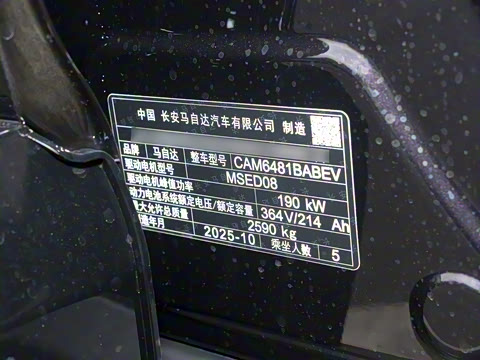 中国 长安马自达汽车有限公司 制造
品牌 马自达 整车型号 CAM6481BABEV
驱动电机型号 MSED08
驱动电机峰值功率 190 kW
动力电池系统额定电压/额定容量 364V/214 Ah
最大允许总质量 2590 kg
制造年月 2025-10 乘坐人数 5